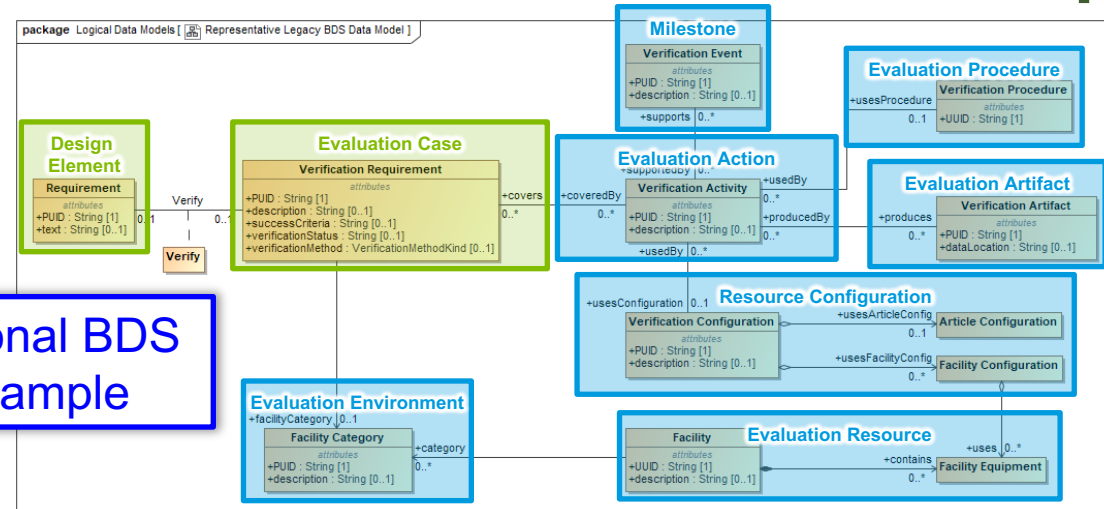 package Logical Data Models [ Representative Legacy BDS Data Model ]
Milestone
Verification Event
attributes
+PUID : String [1]
+description : String [0..1]
+supports 0..*
Evaluation Procedure
Verification Procedure
attributes
+UUID : String [1]
+usesProcedure
0..1
Design
Element
Requirement
attributes
+PUID : String [1]
+text : String [0..1]
0..1
Verify
0..1
Verify
Evaluation Case
Verification Requirement
attributes
+PUID : String [1]
+description : String [0..1]
+successCriteria : String [0..1]
+verificationStatus : String [0..1]
+verificationMethod : VerificationMethodKind [0..1]
+covers
0..*
+coveredBy
0..*
Evaluation Action
+supportedBy 0..*
Verification Activity
attributes
+PUID : String [1]
+description : String [0..1]
+usedBy
0..*
+producedBy
0..*
+usedBy 0..*
Evaluation Artifact
Verification Artifact
attributes
+PUID : String [1]
+dataLocation : String [0..1]
+produces
0..*
+usesConfiguration 0..1
Resource Configuration
Verification Configuration
attributes
+PUID : String [1]
+description : String [0..1]
+usesArticleConfig
0..1
Article Configuration
+usesFacilityConfig
0..*
Facility Configuration
onal BDS
ample
Evaluation Environment
+facilityCategory 0..1
Facility Category
attributes
+PUID : String [1]
+description : String [0..1]
+category
0..*
Facility
attributes
+UUID : String [1]
+description : String [0..1]
Evaluation Resource
+contains
0..*
+uses 0..*
Facility Equipment